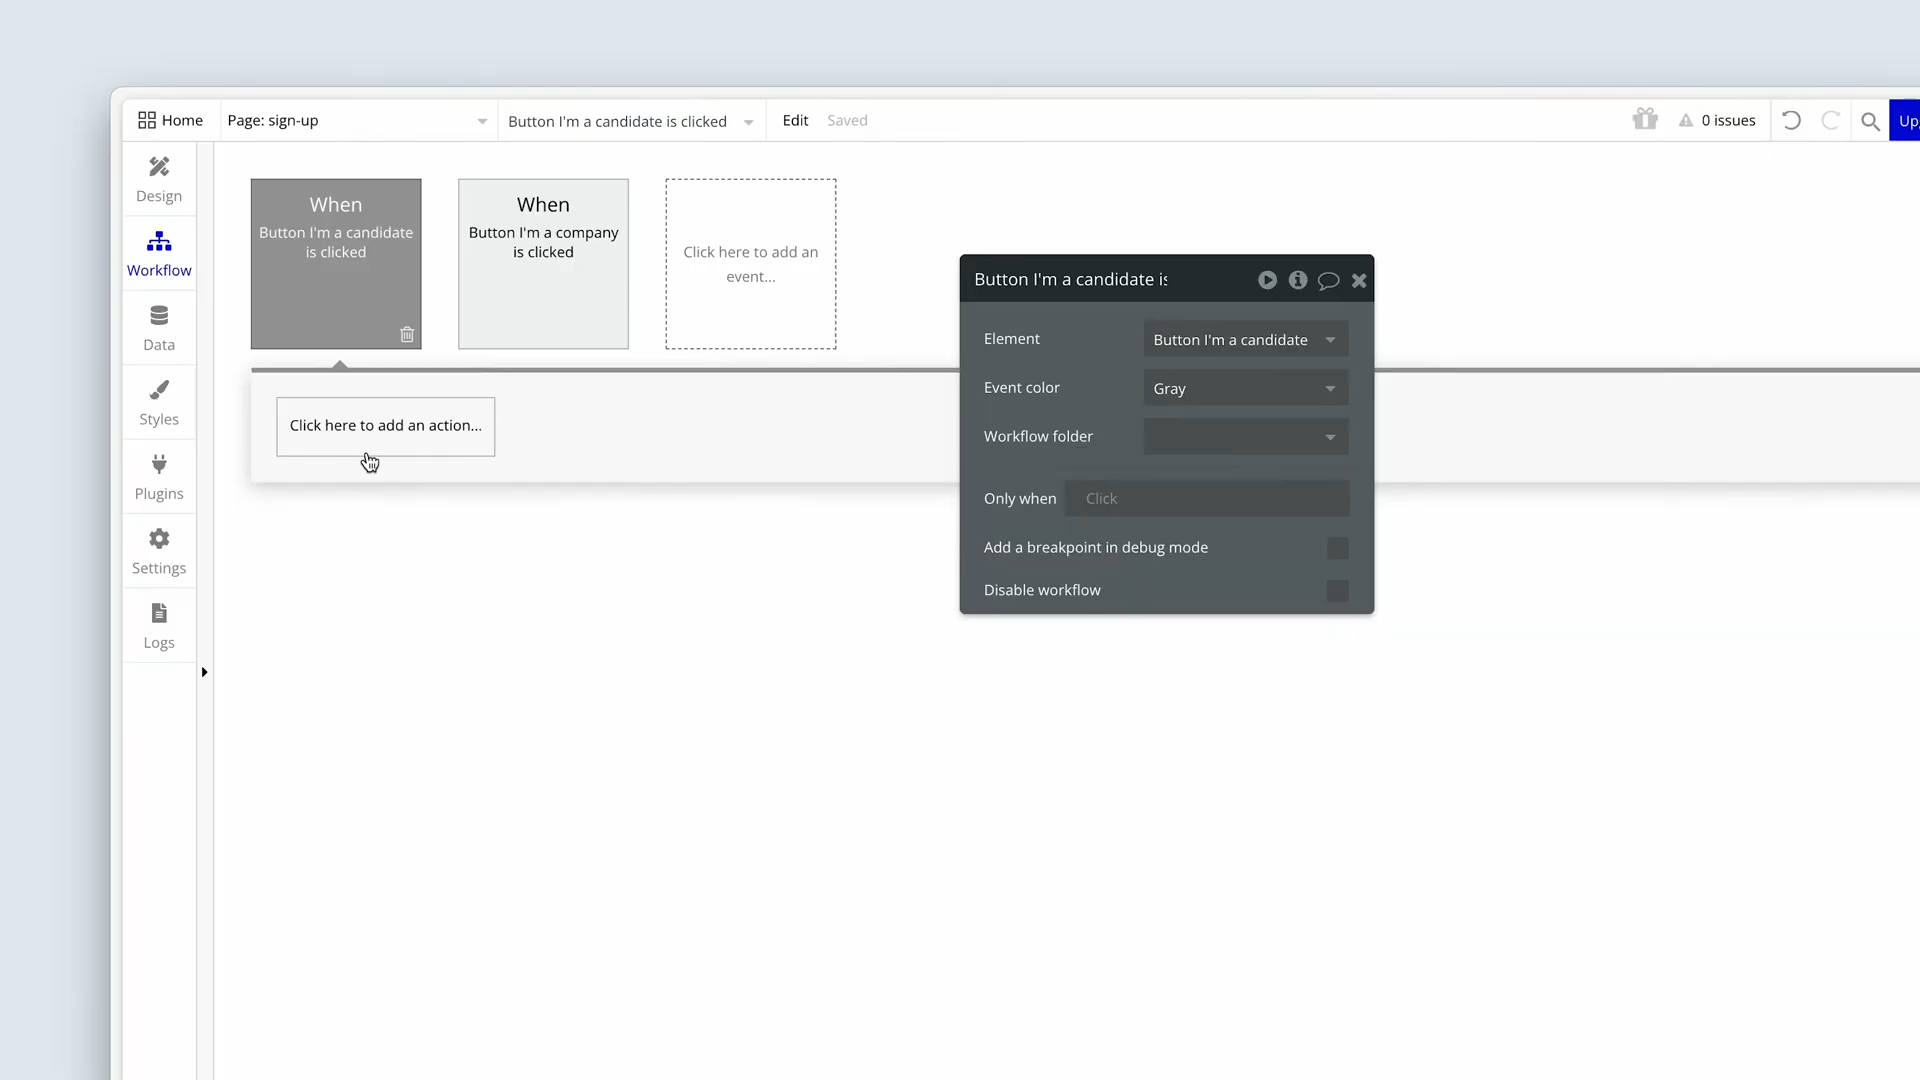 Home
Page: sign-up
Button I'm a candidate is clicked
Edit
Saved
0 issues
Design
Workflow
Data
Styles
Plugins
Settings
Logs
When
Button I'm a candidate
is clicked
When
Button I'm a company
is clicked
Click here to add an
event...
Click here to add an action...
Button I'm a candidate
Element
Button I'm a candidate
Event color
Gray
Workflow folder
Only when
Click
Add a breakpoint in debug mode
Disable workflow